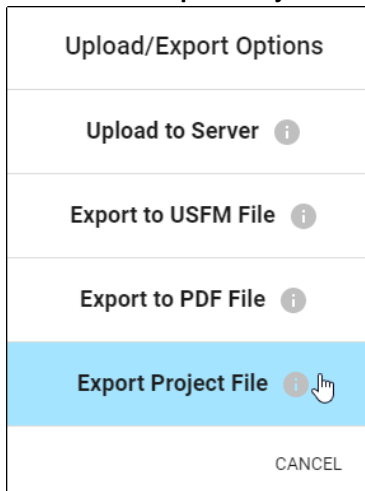 Upload/Export Options
Upload to Server
Export to USFM File
Export to PDF File
Export Project File
CANCEL